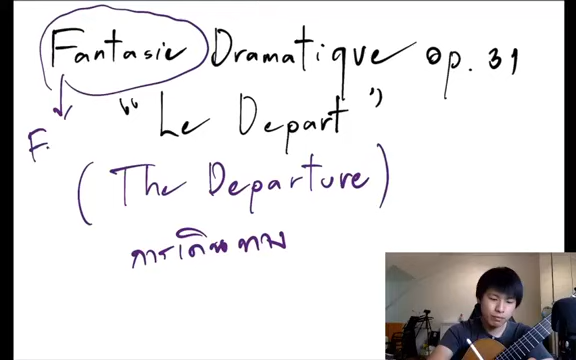 Fantasie Dramatique Op. 31
"Le Depart"
F.
(The Departure)
การเดินทาง